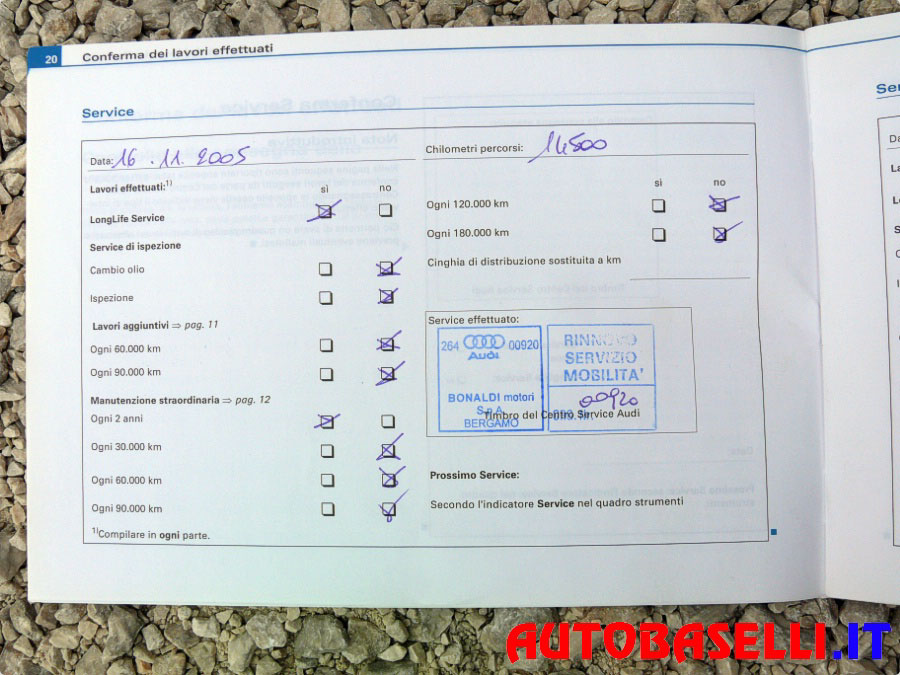 20 Conferma dei lavori effettuati
Service
Data: 16 . 11. 2005
Chilometri percorsi: 14500
Lavori effettuati:1)
sì no
LongLife Service
Service di ispezione
Cambio olio
Ispezione
Lavori aggiuntivi ⇒ pag. 11
Ogni 60.000 km
Ogni 90.000 km
Manutenzione straordinaria ⇒ pag. 12
Ogni 2 anni
Ogni 30.000 km
Ogni 60.000 km
Ogni 90.000 km
1)Compilare in ogni parte.
sì no
Ogni 120.000 km
Ogni 180.000 km
Cinghia di distribuzione sostituita a km
Service effettuato:
264 00920
Audi
BONALDI motori
S.p.A.
BERGAMO
RINNOVO
SERVIZIO
MOBILITA'
00920
Timbro del Centro Service Audi
Prossimo Service:
Secondo l'indicatore Service nel quadro strumenti
AUTOBASELLI.IT